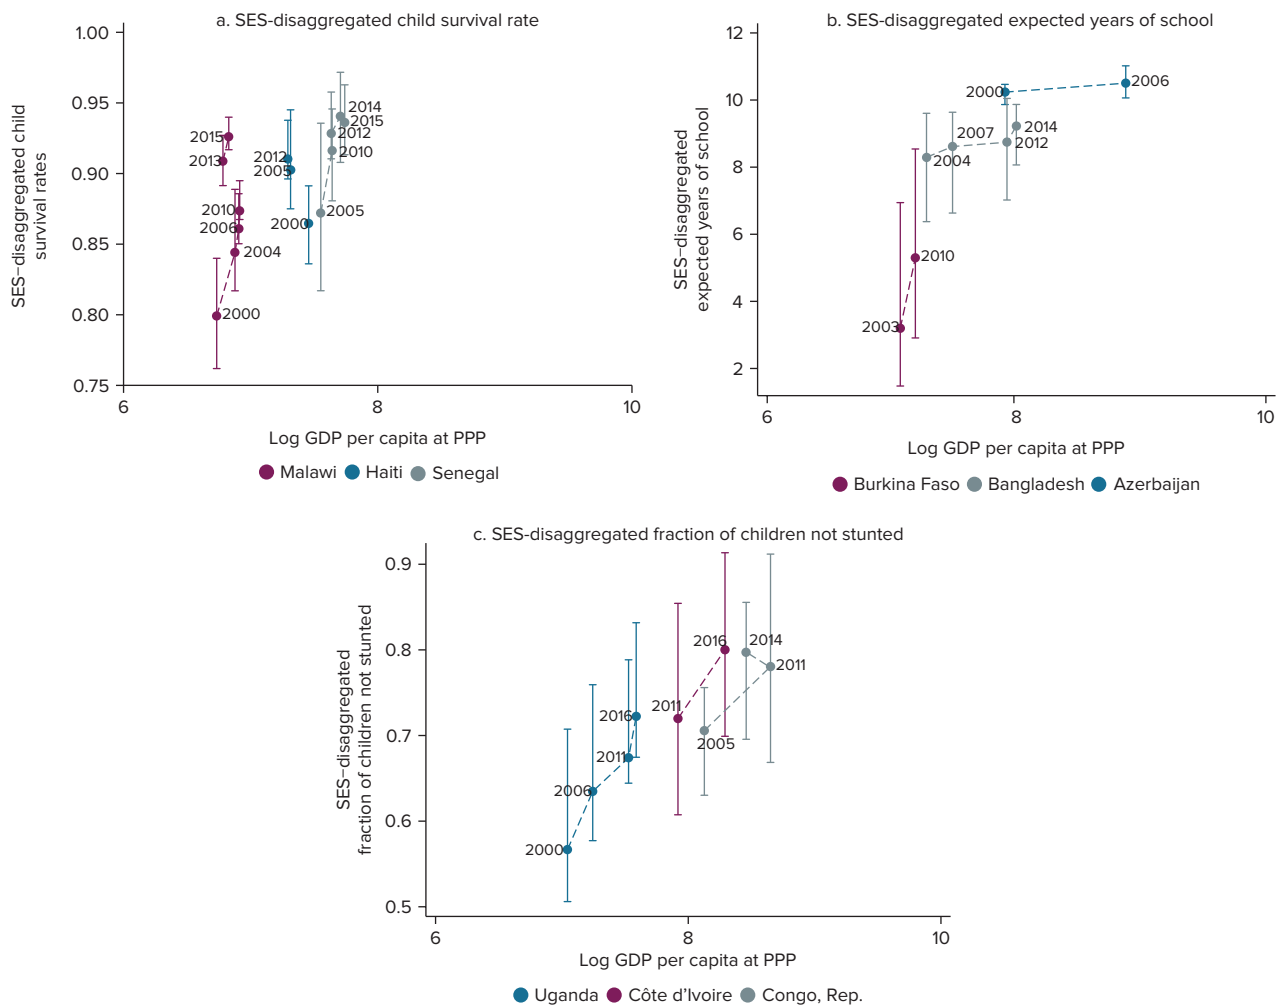 a. SES-disaggregated child survival rate
1.00
0.95
0.90
0.85
0.80
0.75
SES–disaggregated child
survival rates
2015
2013
2010
2006
2004
2000
2012
2005
2000
2014
2015
2012
2010
2005
6
8
10
Log GDP per capita at PPP
Malawi
Haiti
Senegal
b. SES-disaggregated expected years of school
12
10
8
6
4
2
SES–disaggregated
expected years of school
2000
2006
2007
2004
2014
2012
2010
2003
6
8
10
Log GDP per capita at PPP
Burkina Faso
Bangladesh
Azerbaijan
c. SES-disaggregated fraction of children not stunted
0.9
0.8
0.7
0.6
0.5
SES–disaggregated
fraction of children not stunted
2016
2014
2011
2011
2016
2005
2011
2006
2000
6
8
10
Log GDP per capita at PPP
Uganda
Côte d'Ivoire
Congo, Rep.